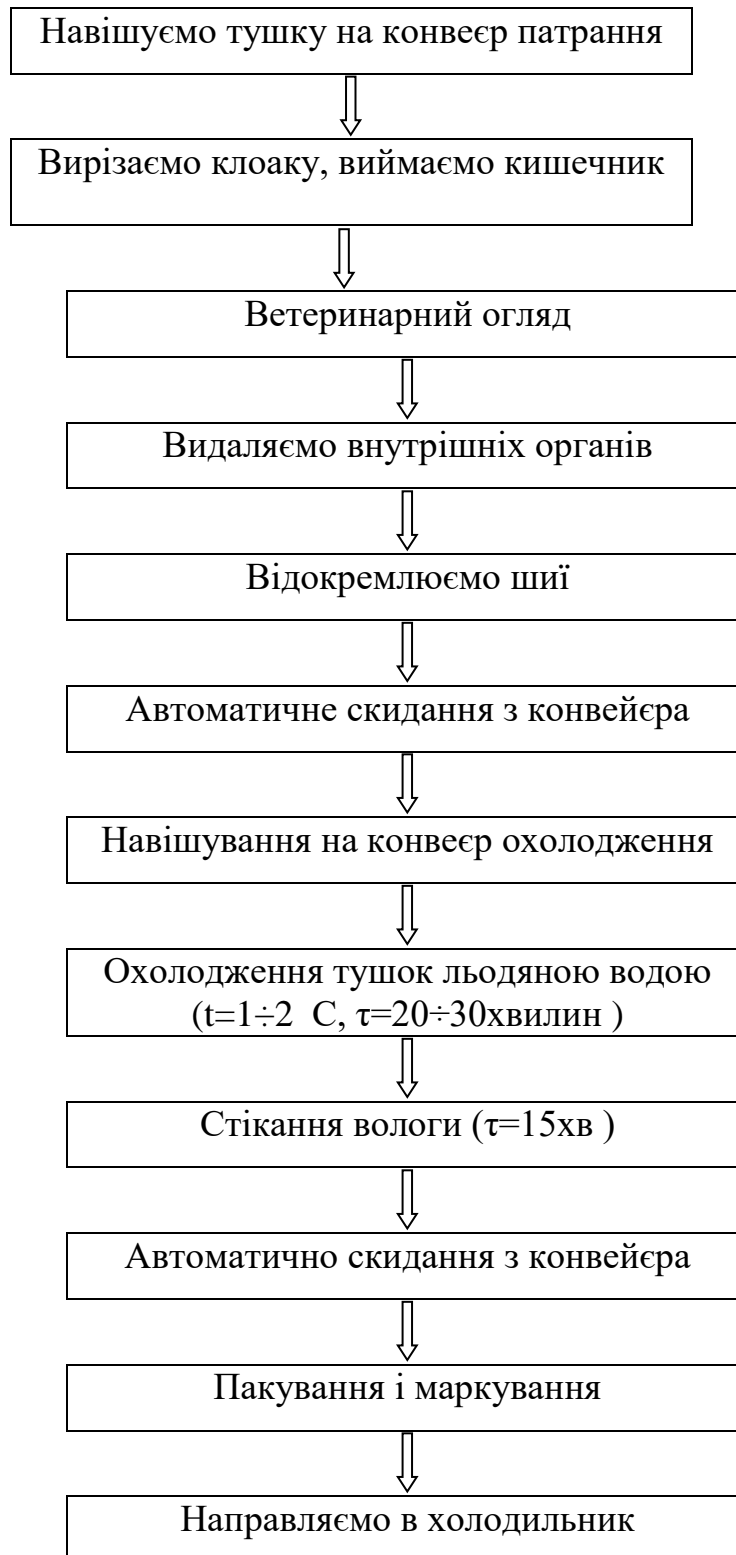 Навішуємо тушку на конвеєр патрання
Вирізаємо клоаку, виймаємо кишечник
Ветеринарний огляд
Видаляємо внутрішніх органів
Відокремлюємо шиї
Автоматичне скидання з конвейєра
Навішування на конвеєр охолодження
Охолодження тушок льодяною водою
(t=1÷2 С, τ=20÷30хвилин )
Стікання вологи (τ=15хв )
Автоматично скидання з конвейєра
Пакування і маркування
Направляємо в холодильник